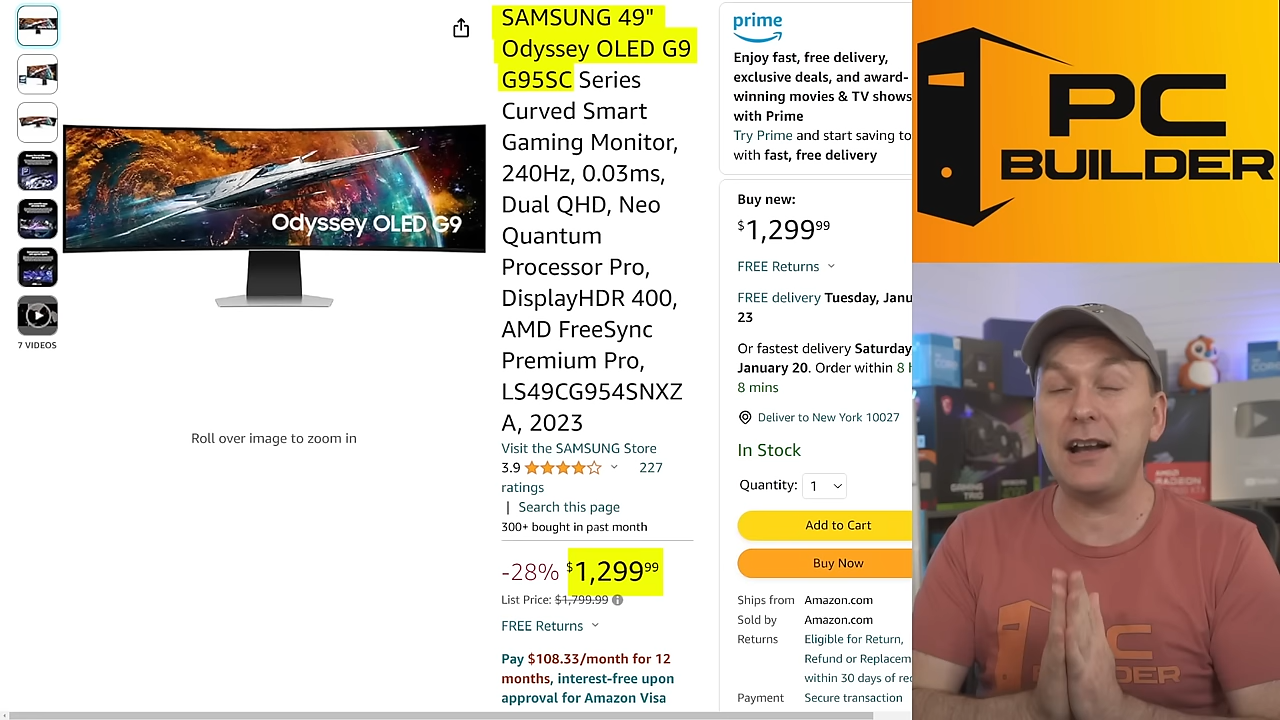 SAMSUNG 49"
Odyssey OLED G9
G95SC Series
Curved Smart
Gaming Monitor,
240Hz, 0.03ms,
Dual QHD, Neo
Quantum
Processor Pro,
DisplayHDR 400,
AMD FreeSync
Premium Pro,
LS49CG954SNXZ
A, 2023
Visit the SAMSUNG Store
3.9 227
ratings
| Search this page
300+ bought in past month
-28% $1,299 99
List Price: $1,799.99
FREE Returns
Pay $108.33/month for 12
months, interest-free upon
approval for Amazon Visa
Odyssey OLED G9
7 VIDEOS
Roll over image to zoom in
prime
Enjoy fast, free delivery,
exclusive deals, and award-
winning movies & TV shows
with Prime
Try Prime and start saving to
with fast, free delivery
Buy new:
$1,299 99
FREE Returns
FREE delivery Tuesday, Janu
23
Or fastest delivery Saturday
January 20. Order within 8 h
8 mins
Deliver to New York 10027
In Stock
Quantity: 1
Add to Cart
Buy Now
Ships from Amazon.com
Sold by Amazon.com
Returns Eligible for Return,
Refund or Replacem
within 30 days of rec
Payment Secure transaction
PC
BUILDER
GAMING
TRIO
AMD
RADEON
PC
BUILDER